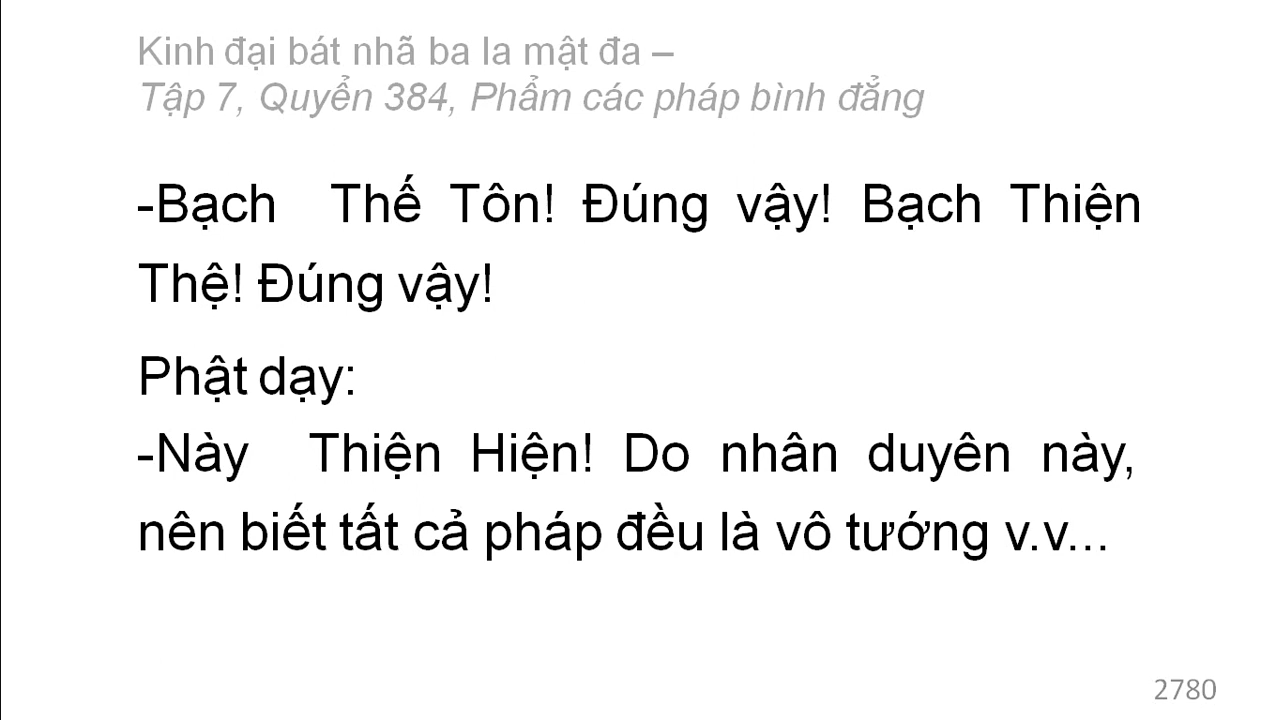 Kinh đại bát nhã ba la mật đa –
Tập 7, Quyển 384, Phẩm các pháp bình đẳng
-Bạch Thế Tôn! Đúng vậy! Bạch Thiện
Thệ! Đúng vậy!
Phật dạy:
-Này Thiện Hiện! Do nhân duyên này,
nên biết tất cả pháp đều là vô tướng v.v...
2780